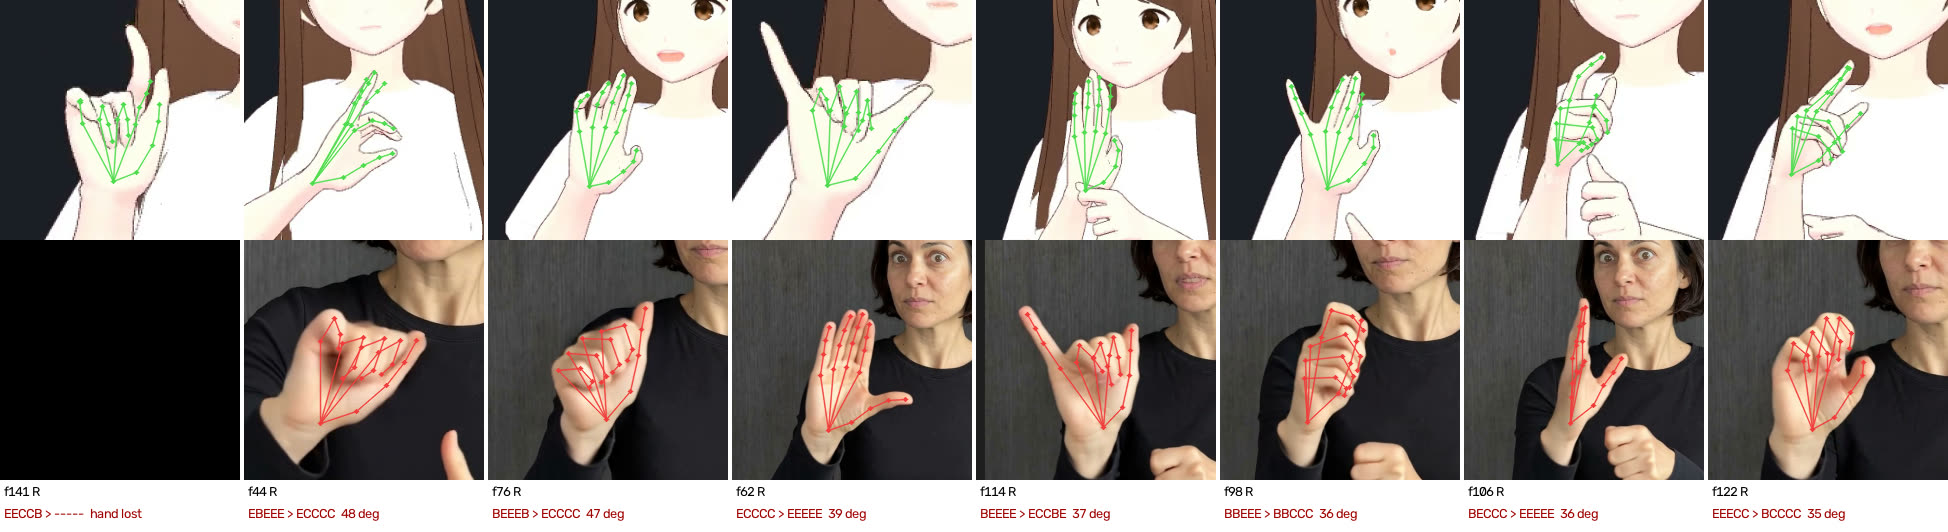 f141 R
EECCB > ----- hand lost
f44 R
EBEEE > ECCCC 48 deg
f76 R
BEEEB > ECCCC 47 deg
f62 R
ECCCC > EEEEE 39 deg
f114 R
BEEEE > ECCBE 37 deg
f98 R
BBEEE > BBCCC 36 deg
f106 R
BECCC > EEEEE 36 deg
f122 R
EEECC > BCCCC 35 deg